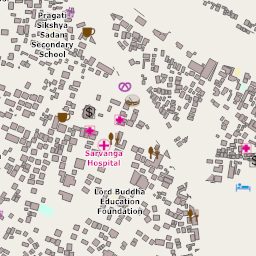 Pragati
Sikshya
Sadan
Secondary
School
Sarvanga
Hospital
Lord Buddha
Education
Foundation